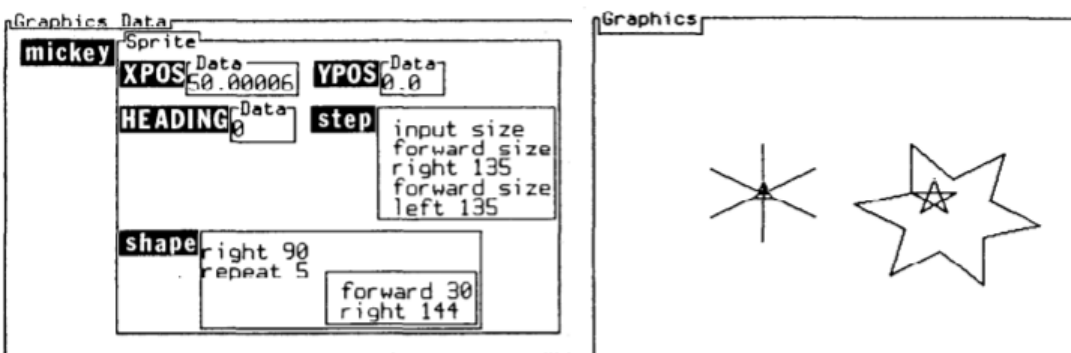 Graphics Data
mickey
Sprite
XPOS Data 50.00006 YPOS Data 0.0
HEADING Data 0 step
input size
forward size
right 135
forward size
left 135
shape
right 90
repeat 5
forward 30
right 144
Graphics